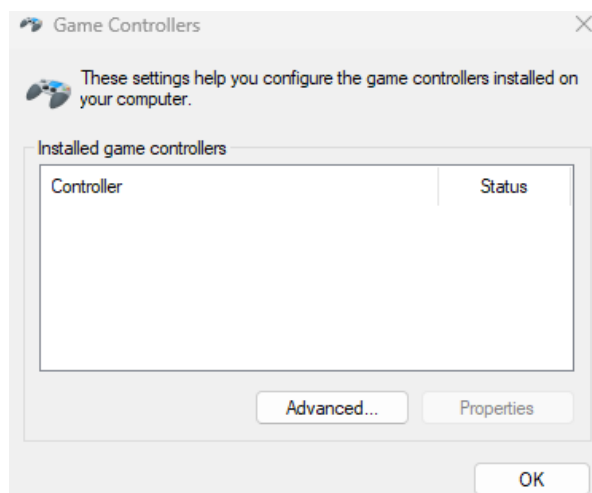 Game Controllers
These settings help you configure the game controllers installed on
your computer.
Installed game controllers
Controller Status
Advanced... Properties
OK